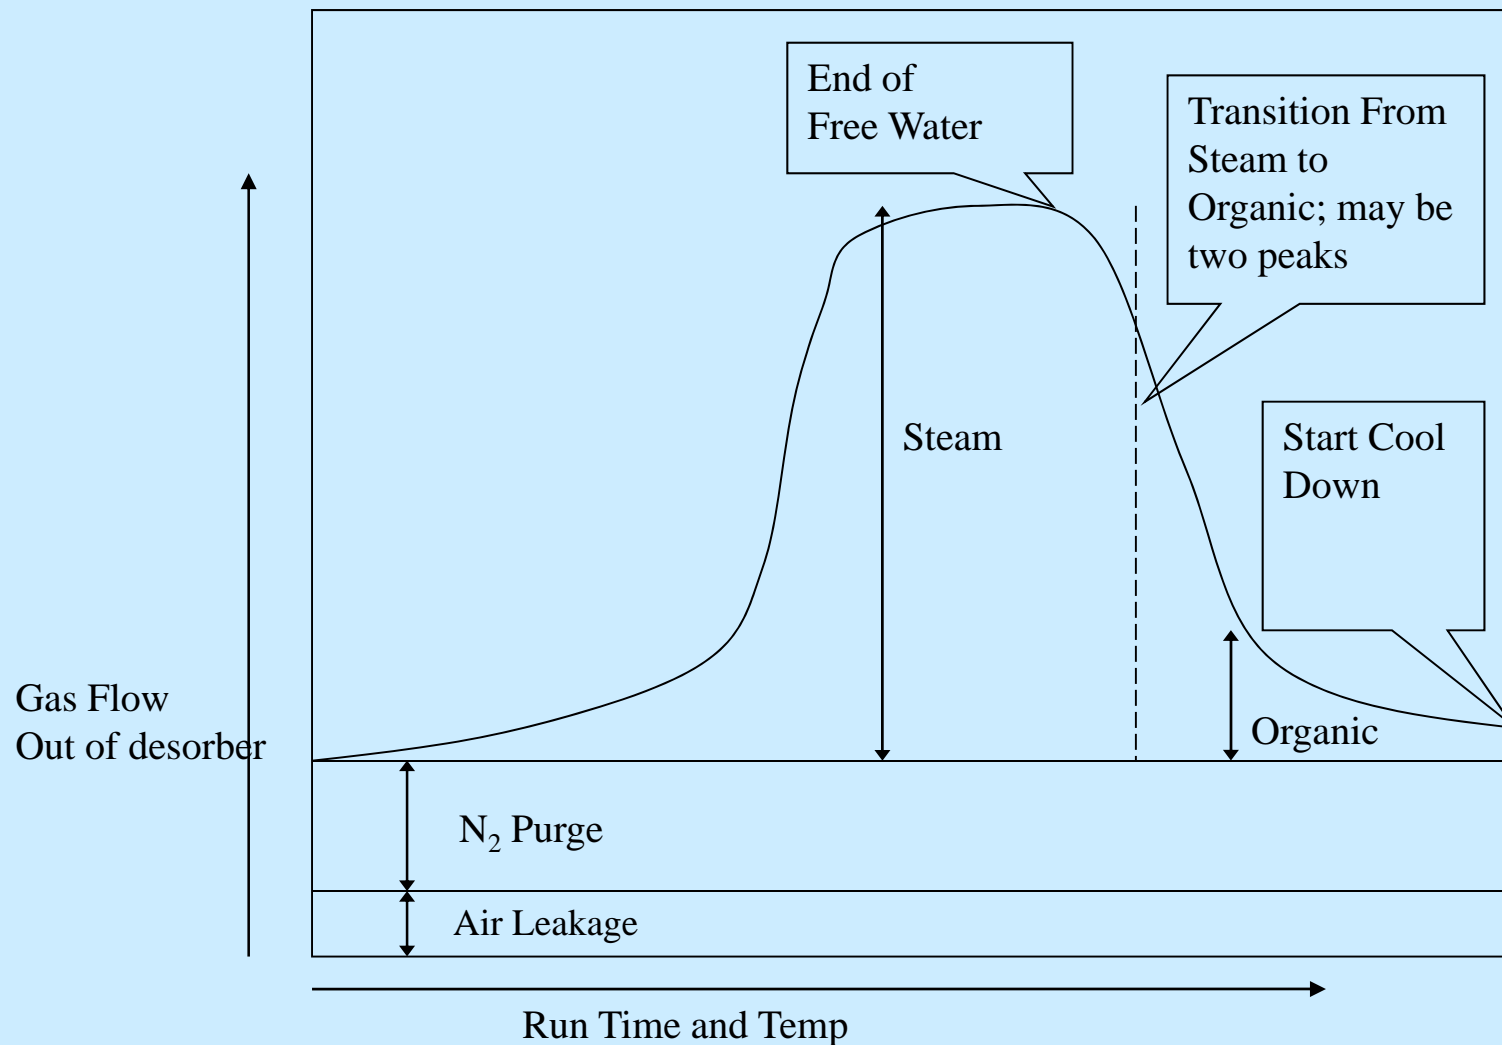 End of
Free Water
Transition From
Steam to
Organic; may be
two peaks
Steam
Start Cool
Down
Gas Flow
Out of desorber
Organic
N₂ Purge
Air Leakage
Run Time and Temp